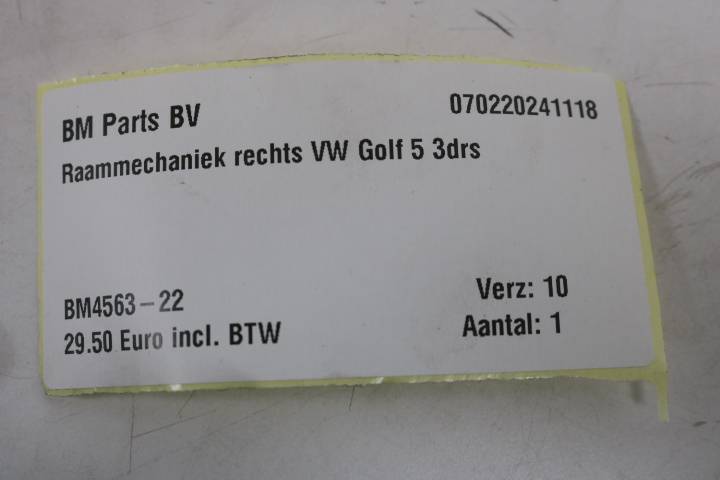 BM Parts BV 070220241118
Raammechaniek rechts VW Golf 5 3drs
BM4563-22 Verz: 10
29.50 Euro incl. BTW Aantal: 1